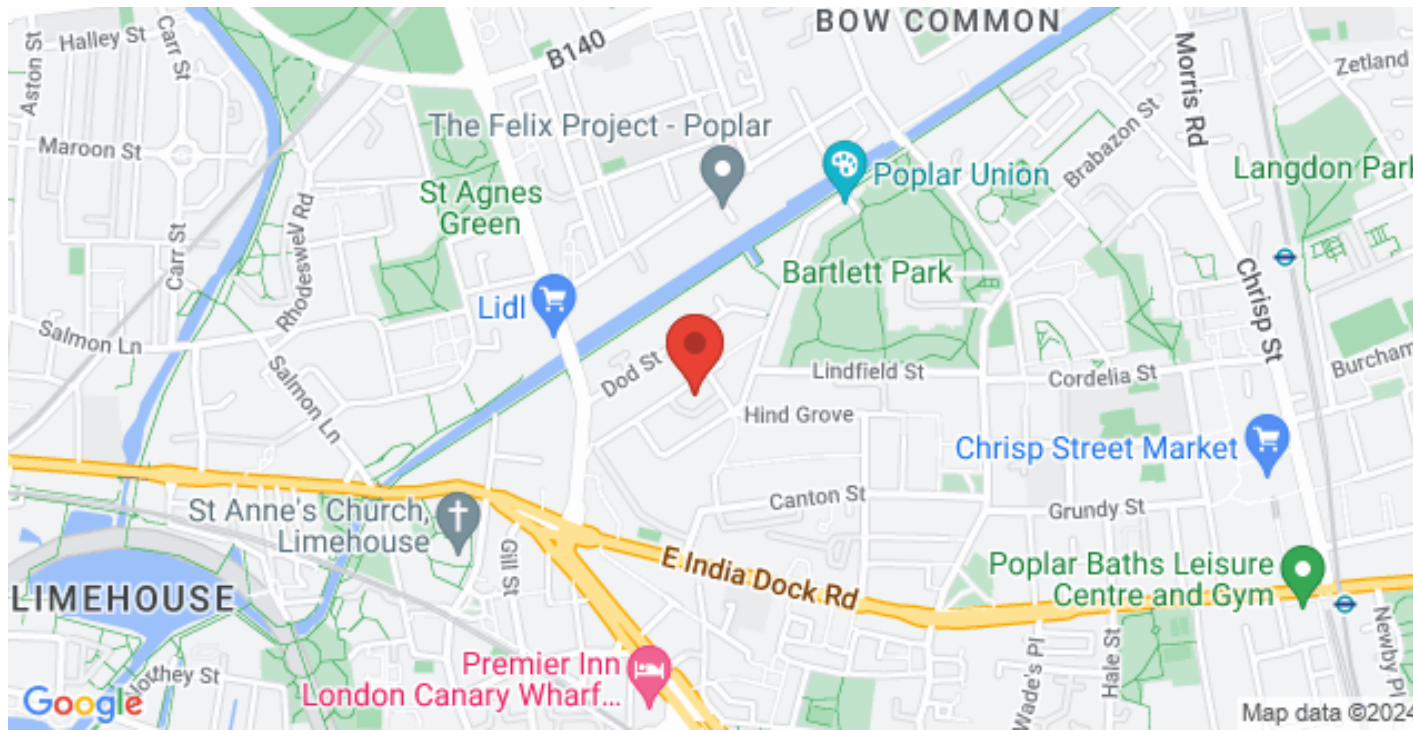 BOW COMMON
Halley St
Carr St
Aston St
B140
Morris Rd
Zetland
Maroon St
The Felix Project - Poplar
Brabazon St
Poplar Union
Langdon Park
St Agnes
Green
Rhodeswell Rd
Carr St
Bartlett Park
Chrisp St
Lidl
Salmon Ln
Dod St
Lindfield St
Cordelia St
Burcham
Salmon Ln
Hind Grove
Chrisp Street Market
Canton St
Grundy St
St Anne's Church,
Limehouse
Gill St
E India Dock Rd
Poplar Baths Leisure
Centre and Gym
LIMEHOUSE
Newby Pl
Hale St
Wade's Pl
Premier Inn
London Canary Wharf...
Northey St
Google
Map data ©2024